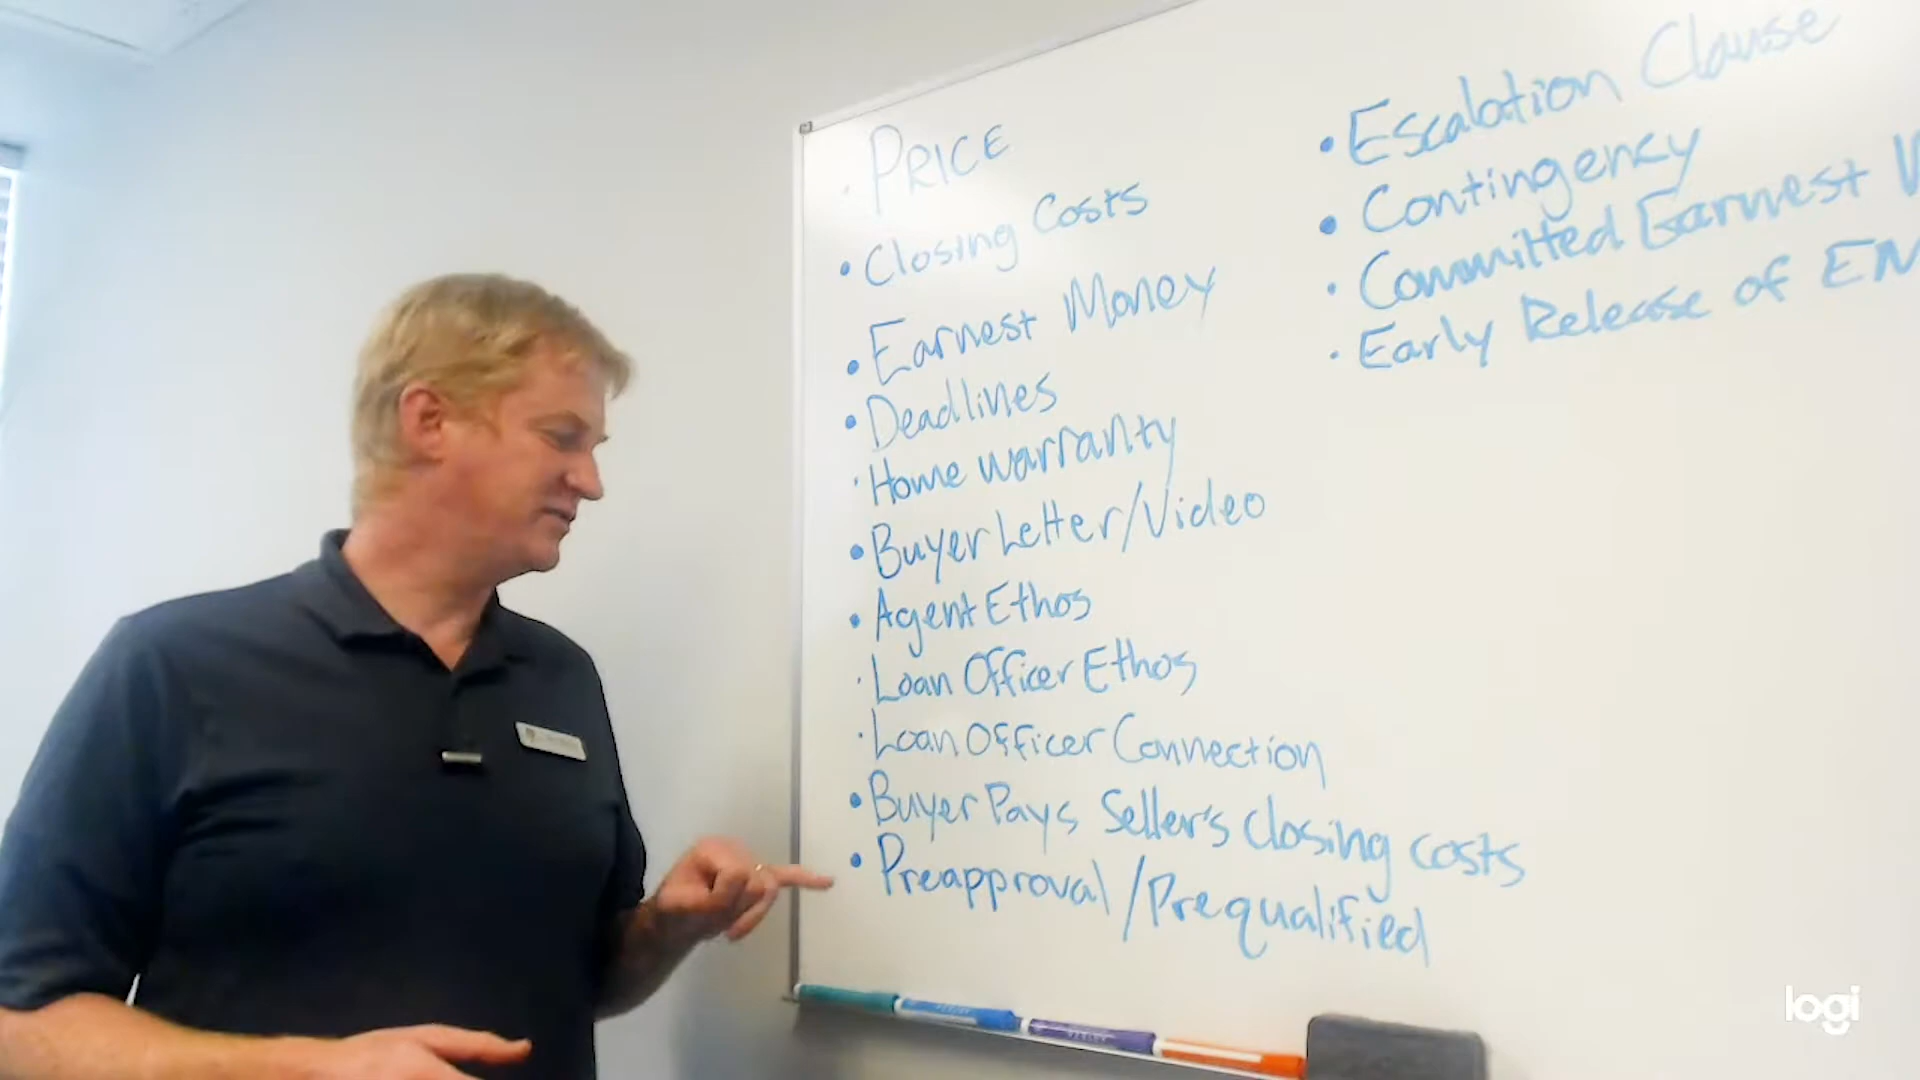 • PRICE
• Closing Costs
• Earnest Money
• Deadlines
• Home warranty
• Buyer Letter/Video
• Agent Ethos
• Loan Officer Ethos
• Loan Officer Connection
• Buyer Pays Seller's Closing Costs
• Preapproval/Prequalified
• Escalation Clause
• Contingency
• Committed Earnest
• Early Release of EM
logi